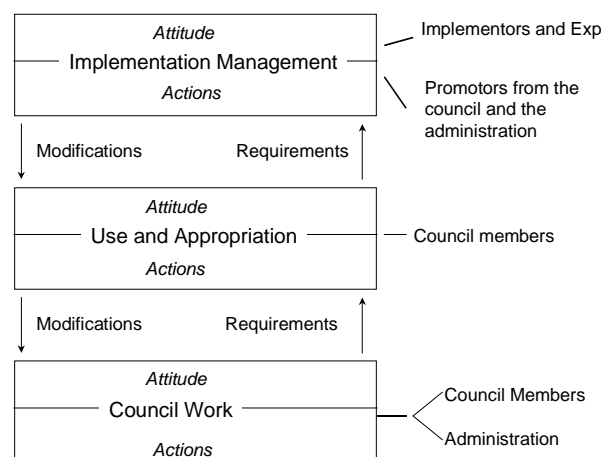 Attitude
Implementation Management
Actions
Implementors and Exp
Promotors from the
council and the
administration
Modifications
Requirements
Attitude
Use and Appropriation
Actions
Council members
Modifications
Requirements
Attitude
Council Work
Actions
Council Members
Administration